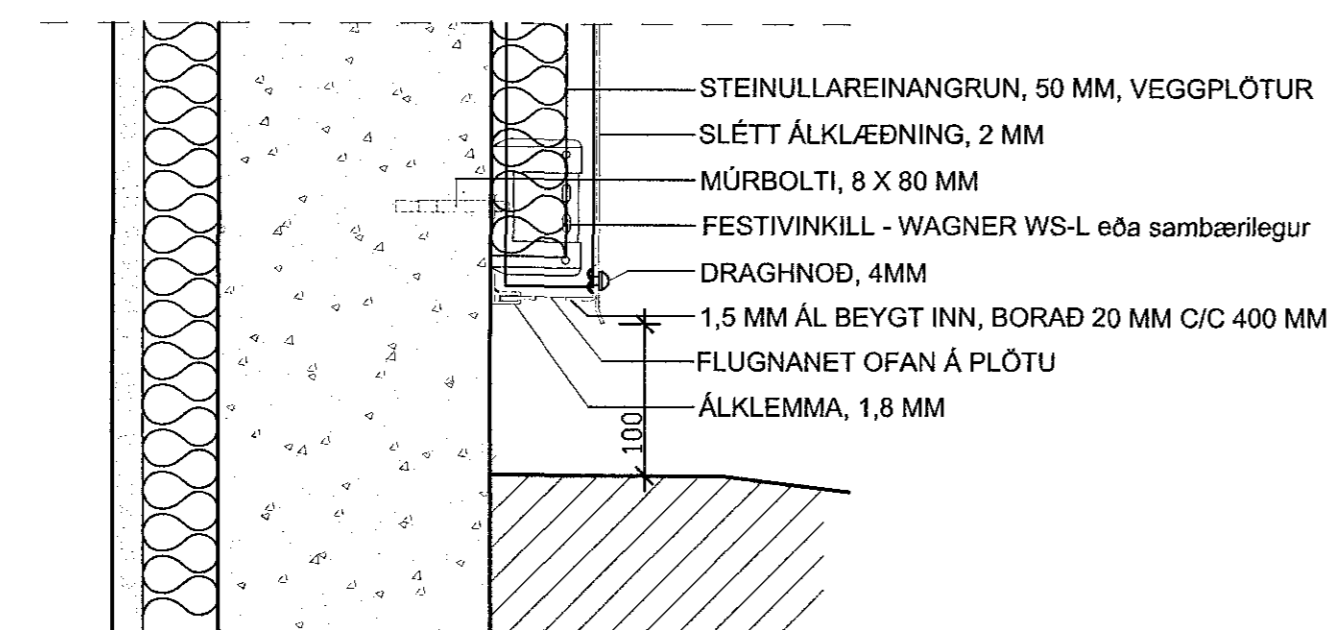 STEINULLAREINANGRUN, 50 MM, VEGGPLÖTUR
SLÉTT ÁLKLÆÐNING, 2 MM
MÚRBOLTI, 8 X 80 MM
FESTIVINKILL - WAGNER WS-L eða sambærilegur
DRAGHNOÐ, 4MM
1,5 MM ÁL BEYGT INN, BORAÐ 20 MM C/C 400 MM
FLUGNANET OFAN Á PLÖTU
ÁLKLEMMA, 1,8 MM
100